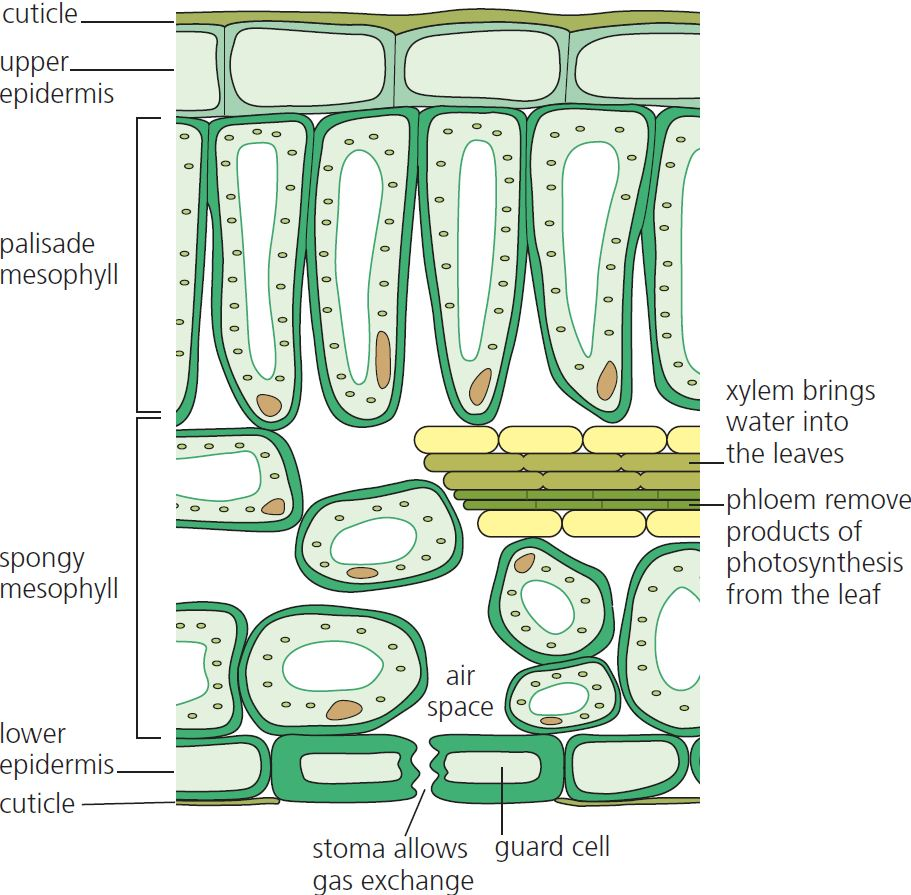 cuticle
upper
epidermis
palisade
mesophyll
spongy
mesophyll
lower
epidermis
cuticle
xylem brings
water into
the leaves
phloem remove
products of
photosynthesis
from the leaf
air
space
stoma allows
gas exchange
guard cell